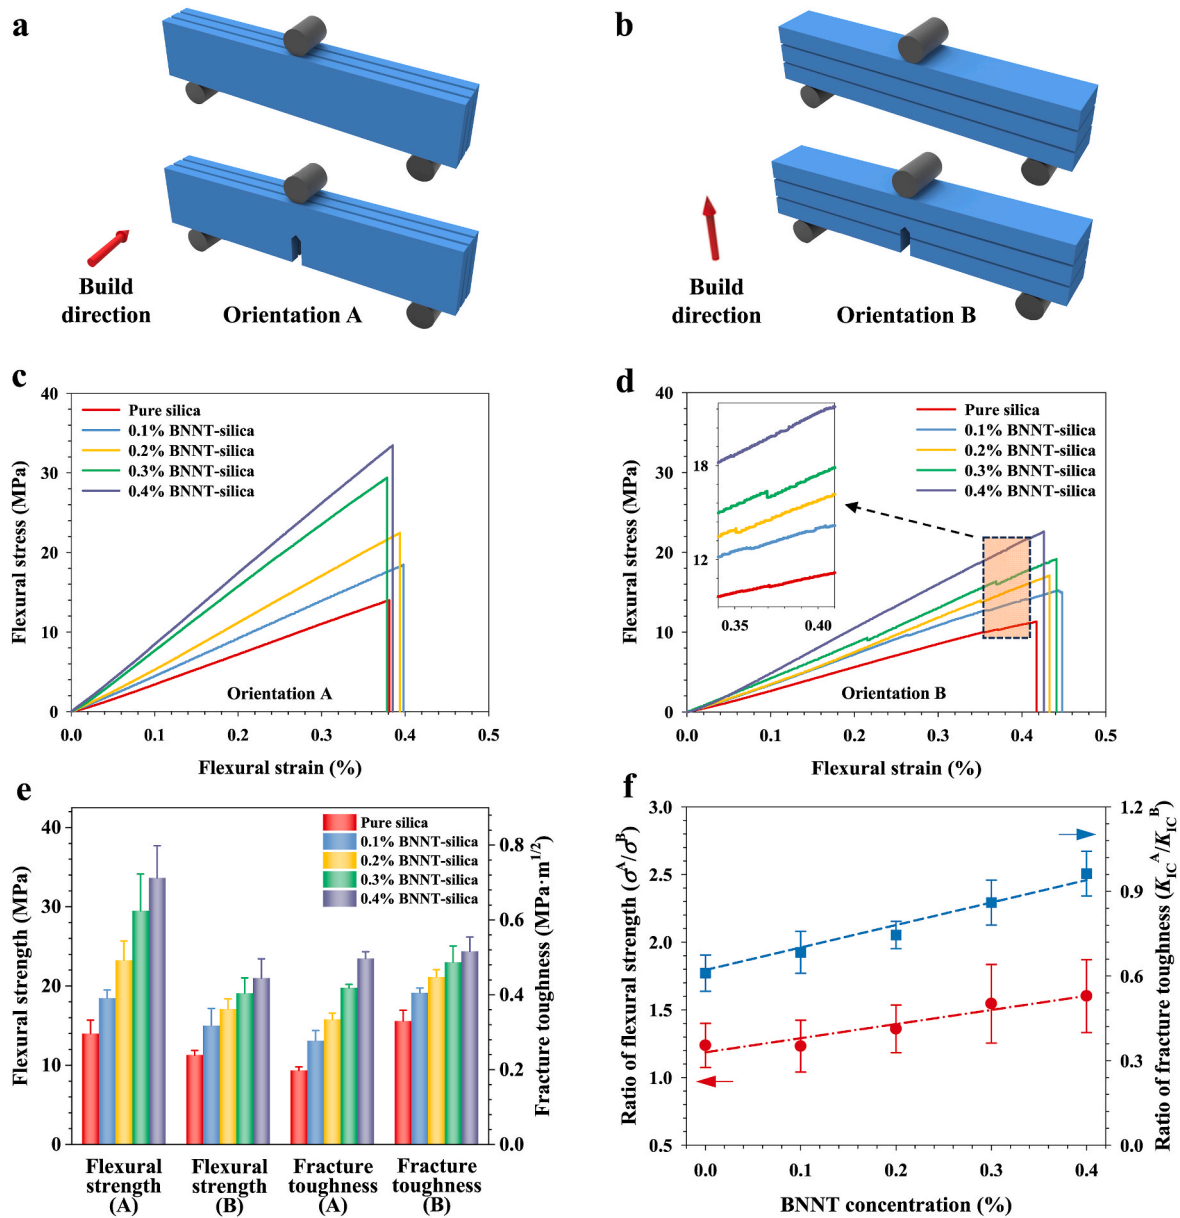 a
Build
direction
Orientation A
b
Build
direction
Orientation B
c
Flexural stress (MPa)
40
30
20
10
0
Pure silica
0.1% BNNT-silica
0.2% BNNT-silica
0.3% BNNT-silica
0.4% BNNT-silica
Orientation A
0.0 0.1 0.2 0.3 0.4 0.5
Flexural strain (%)
d
Flexural stress (MPa)
40
30
20
10
0
18
12
0.35 0.40
Pure silica
0.1% BNNT-silica
0.2% BNNT-silica
0.3% BNNT-silica
0.4% BNNT-silica
Orientation B
0.0 0.1 0.2 0.3 0.4 0.5
Flexural strain (%)
e
Flexural strength (MPa)
40
30
20
10
0
Pure silica
0.1% BNNT-silica
0.2% BNNT-silica
0.3% BNNT-silica
0.4% BNNT-silica
0.8
0.6
0.4
0.2
0.0
Fracture toughness (MPa·m^1/2)
Flexural
strength
(A)
Flexural
strength
(B)
Fracture
toughness
(A)
Fracture
toughness
(B)
f
Ratio of flexural strength (σ^A/σ^B)
3.0
2.5
2.0
1.5
1.0
0.5
1.2
0.9
0.6
0.3
0.0
Ratio of fracture toughness (K_IC^A/K_IC^B)
0.0 0.1 0.2 0.3 0.4
BNNT concentration (%)